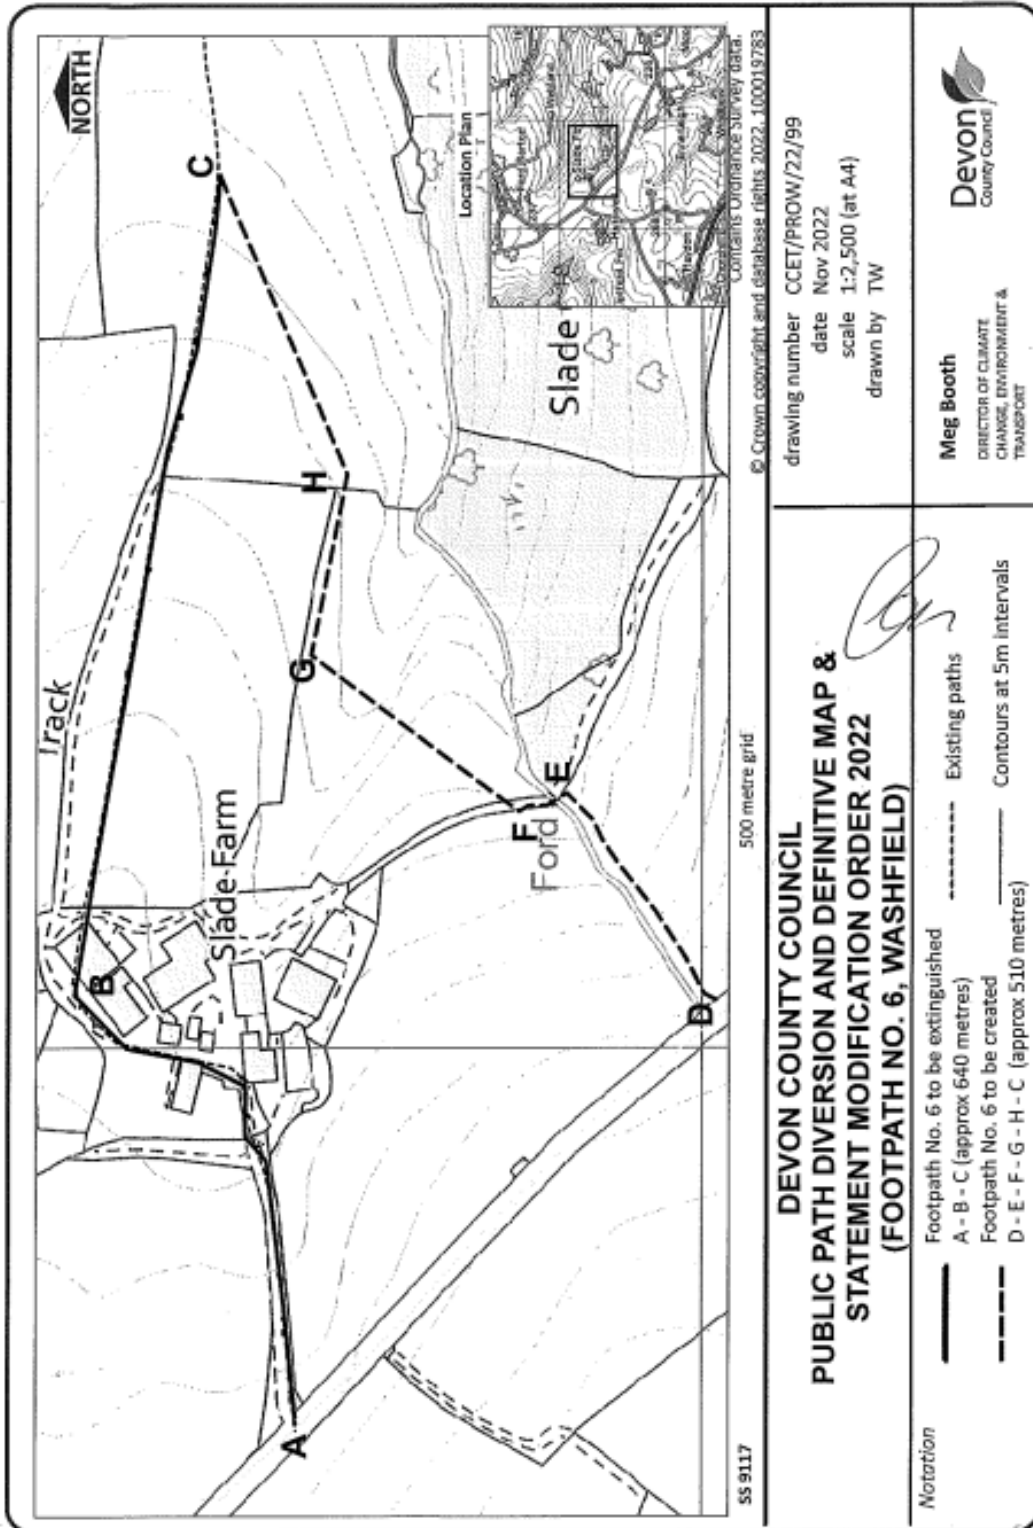 NORTH
Track
C
B
Slade Farm
H
G
Location Plan
Slade
A
F
E
Ford
D
SS 9117
500 metre grid
© Crown copyright and database rights 2022, 100019783
Contains Ordnance Survey data.
DEVON COUNTY COUNCIL
PUBLIC PATH DIVERSION AND DEFINITIVE MAP &
STATEMENT MODIFICATION ORDER 2022
(FOOTPATH NO. 6, WASHFIELD)
drawing number CCET/PROW/22/99
date Nov 2022
scale 1:2,500 (at A4)
drawn by TW
Notation
Footpath No. 6 to be extinguished
A - B - C (approx 640 metres)
Footpath No. 6 to be created
D - E - F - G - H - C (approx 510 metres)
Existing paths
Contours at 5m intervals
Meg Booth
DIRECTOR OF CLIMATE
CHANGE, ENVIRONMENT &
TRANSPORT
Devon
County Council